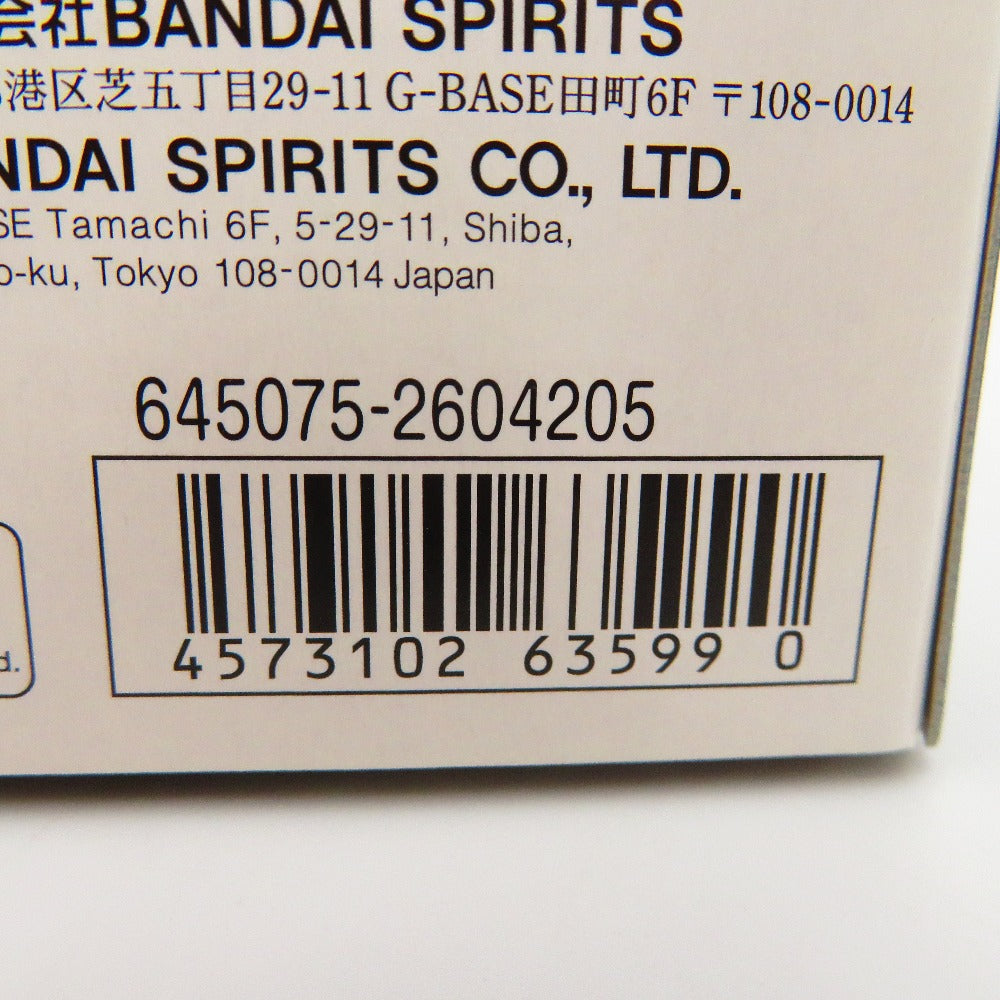 会社BANDAI SPIRITS
港区芝五丁目29-11 G-BASE田町6F 〒108-0014
NDAI SPIRITS CO., LTD.
SE Tamachi 6F, 5-29-11, Shiba,
o-ku, Tokyo 108-0014 Japan
645075-2604205
d.
4573102 63599 0